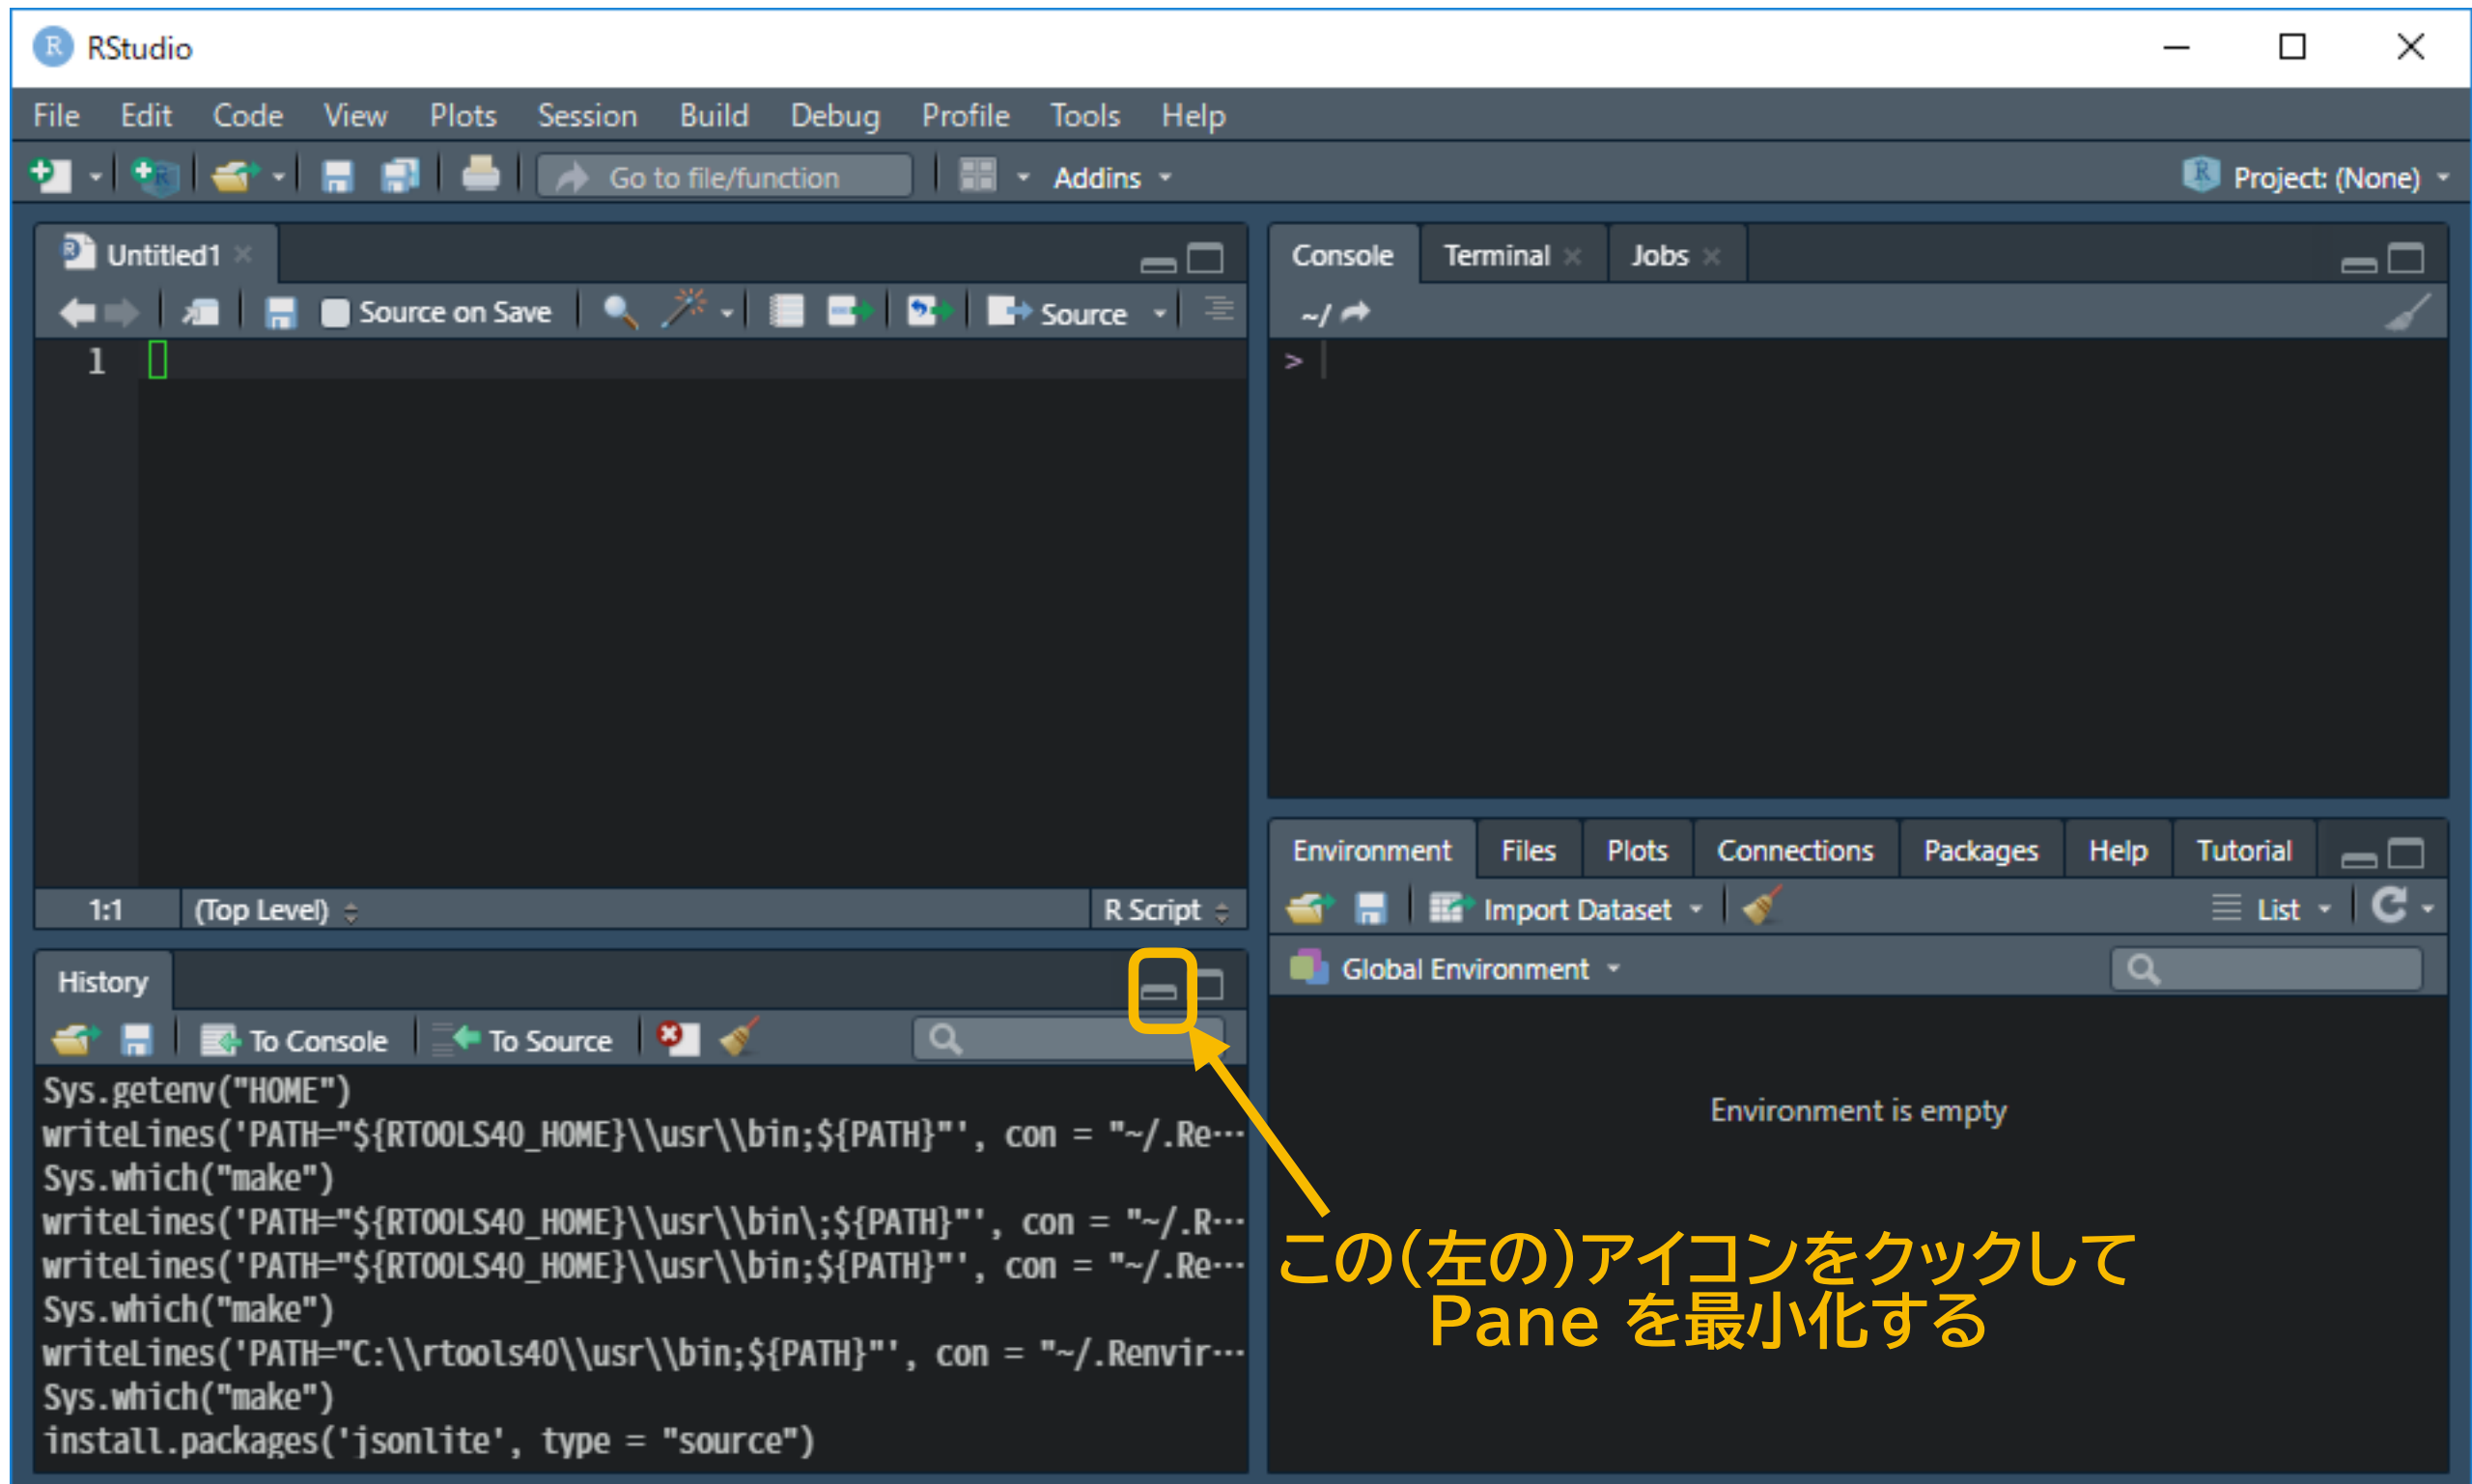 RStudio
File Edit Code View Plots Session Build Debug Profile Tools Help
Go to file/function Addins Project: (None)
Untitled1
Source on Save Source
1
1:1 (Top Level) R Script
Console Terminal Jobs
~/
>
History
To Console To Source
Sys.getenv("HOME")
writeLines('PATH="${RTOOLS40_HOME}\\usr\\bin;${PATH}"', con = "~/.Re…
Sys.which("make")
writeLines('PATH="${RTOOLS40_HOME}\\usr\\bin\;${PATH}"', con = "~/.R…
writeLines('PATH="${RTOOLS40_HOME}\\usr\\bin;${PATH}"', con = "~/.Re…
Sys.which("make")
writeLines('PATH="C:\\rtools40\\usr\\bin;${PATH}"', con = "~/.Renvir…
Sys.which("make")
install.packages('jsonlite', type = "source")
Environment Files Plots Connections Packages Help Tutorial
Import Dataset List
Global Environment
Environment is empty
この(左の)アイコンをクックして
Pane を最小化する